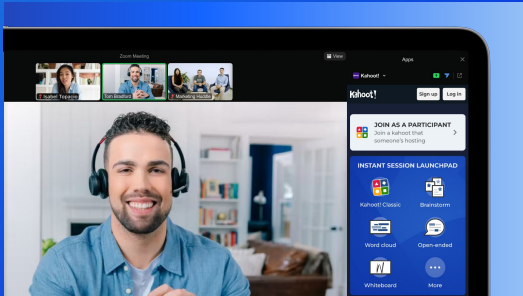 Zoom Meeting
View
Apps
Isabel Topacio
Tom Bradford
Marketing Huddle
Kahoot!
Kahoot!
Sign up
Log in
JOIN AS A PARTICIPANT
Join a kahoot that
someone's hosting
INSTANT SESSION LAUNCHPAD
Kahoot! Classic
Brainstorm
Word cloud
Open-ended
Whiteboard
More